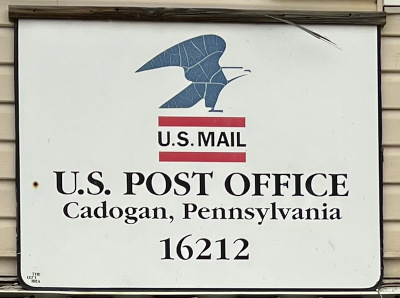 U.S. MAIL
U.S. POST OFFICE
Cadogan, Pennsylvania
16212